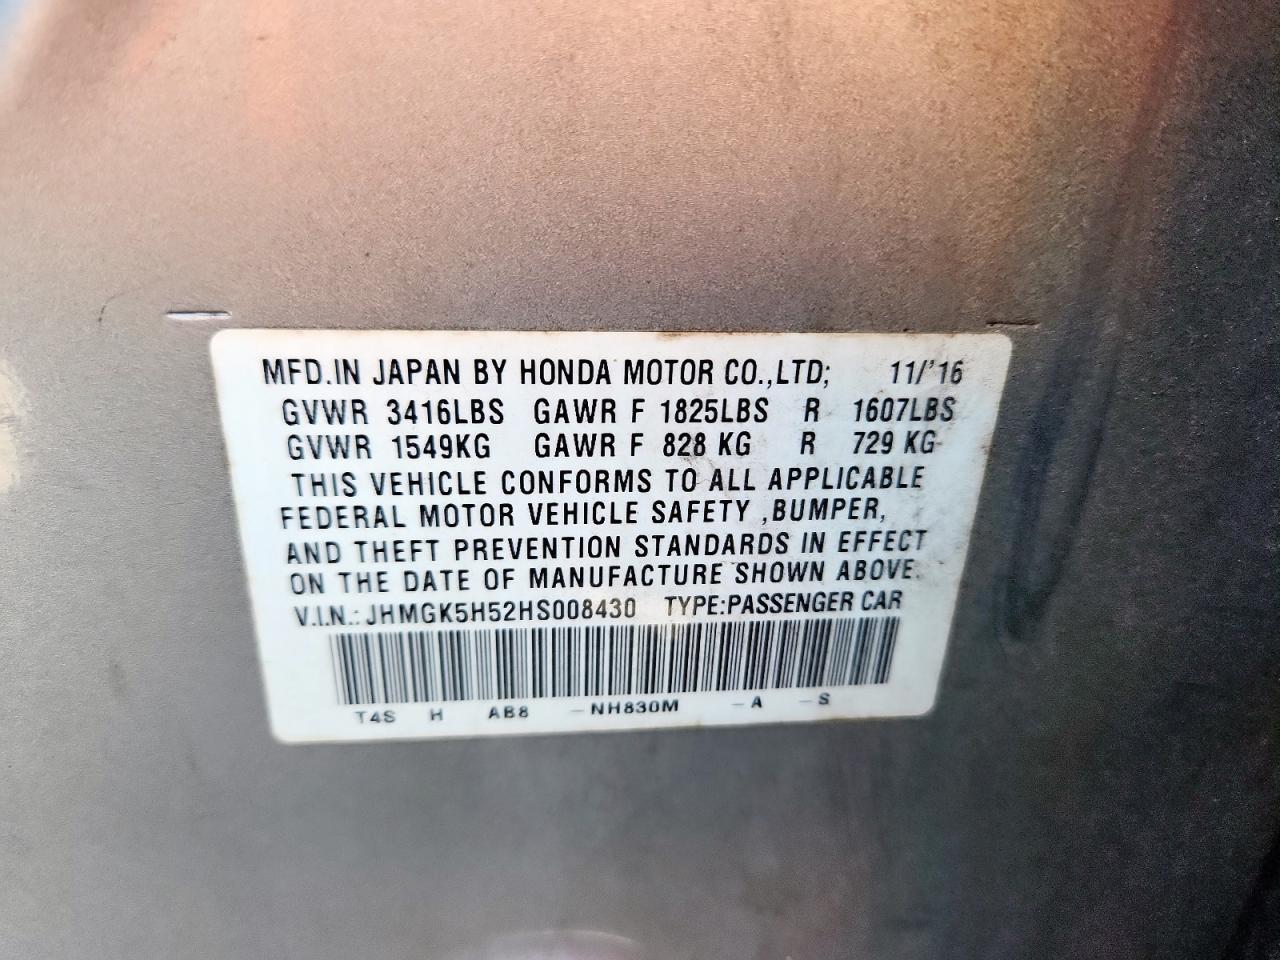 MFD.IN JAPAN BY HONDA MOTOR CO.,LTD; 11/'16
GVWR 3416LBS GAWR F 1825LBS R 1607LBS
GVWR 1549KG GAWR F 828 KG R 729 KG
THIS VEHICLE CONFORMS TO ALL APPLICABLE
FEDERAL MOTOR VEHICLE SAFETY ,BUMPER,
AND THEFT PREVENTION STANDARDS IN EFFECT
ON THE DATE OF MANUFACTURE SHOWN ABOVE.
V.I.N.: JHMGK5H52HS008430 TYPE:PASSENGER CAR
T4S H AB8 -NH830M -A -S